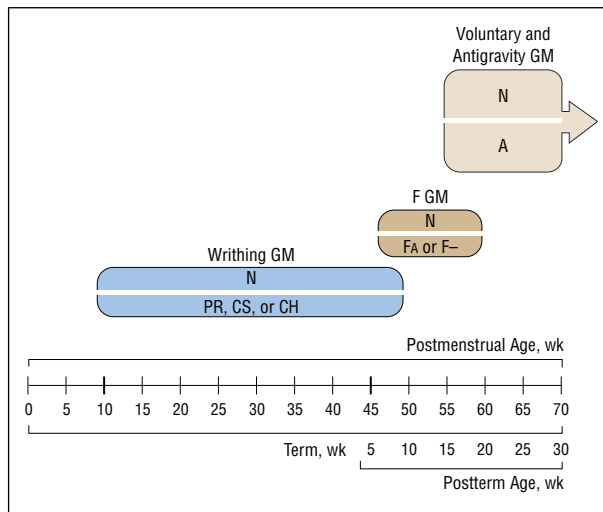 Voluntary and
Antigravity GM
N
A
F GM
N
FA or F–
Writhing GM
N
PR, CS, or CH
Postmenstrual Age, wk
0 5 10 15 20 25 30 35 40 45 50 55 60 65 70
Term, wk 5 10 15 20 25 30
Postterm Age, wk